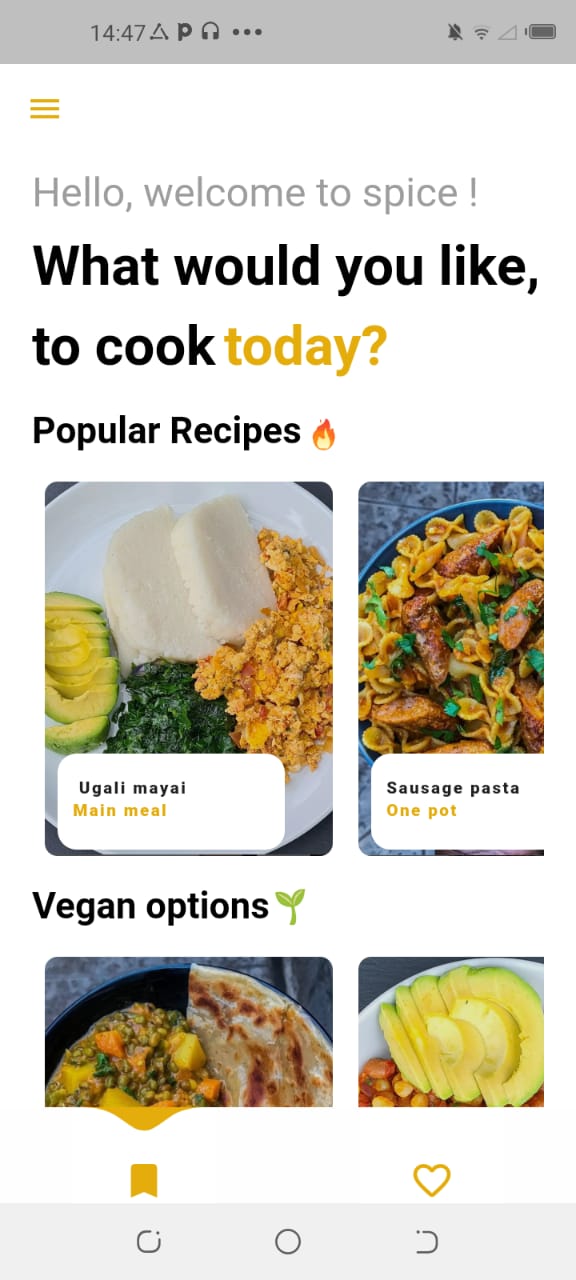 14:47
Hello, welcome to spice !
What would you like,
to cook today?
Popular Recipes 🔥
Ugali mayai
Main meal
Sausage pasta
One pot
Vegan options🌱